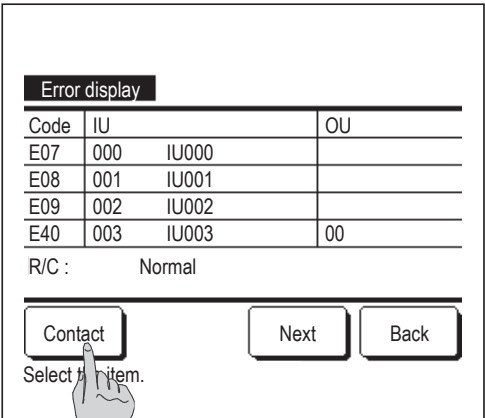 Error display
Code IU OU
E07 000 IU000
E08 001 IU001
E09 002 IU002
E40 003 IU003 00
R/C : Normal
Contact Next Back
Select item.